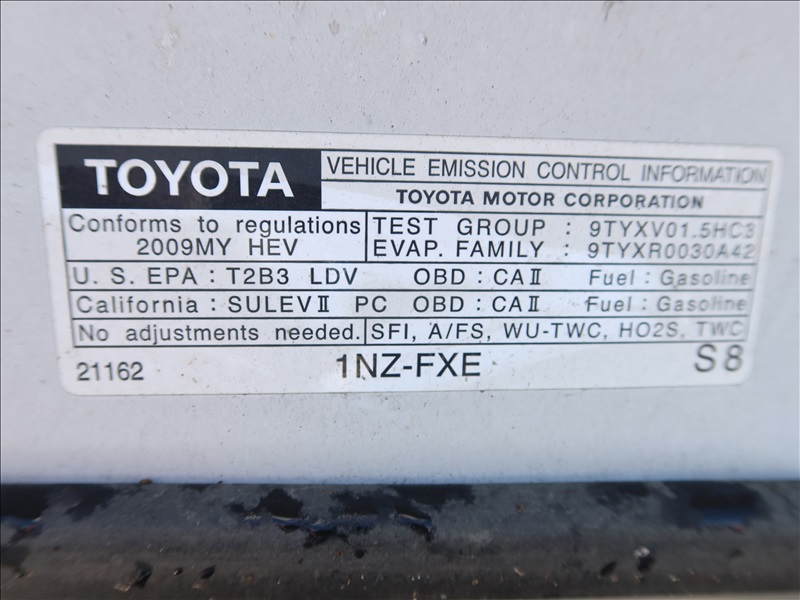 TOYOTA
VEHICLE EMISSION CONTROL INFORMATION
TOYOTA MOTOR CORPORATION
Conforms to regulations
2009MY HEV
TEST GROUP : 9TYXV01.5HC3
EVAP. FAMILY : 9TYXR0030A42
U. S. EPA : T2B3 LDV OBD : CAⅡ Fuel : Gasoline
California : SULEVⅡ PC OBD : CAⅡ Fuel : Gasoline
No adjustments needed. SFI, A/FS, WU-TWC, HO2S, TWC
21162 1NZ-FXE S8